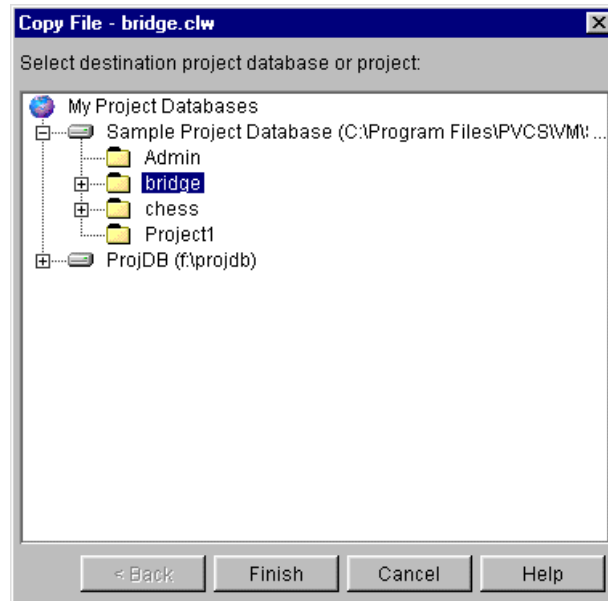 Copy File - bridge.clw
Select destination project database or project:
My Project Databases
Sample Project Database (C:\Program Files\PVCS\VM\: ...
Admin
bridge
chess
Project1
ProjDB (f:\projdb)
< Back Finish Cancel Help